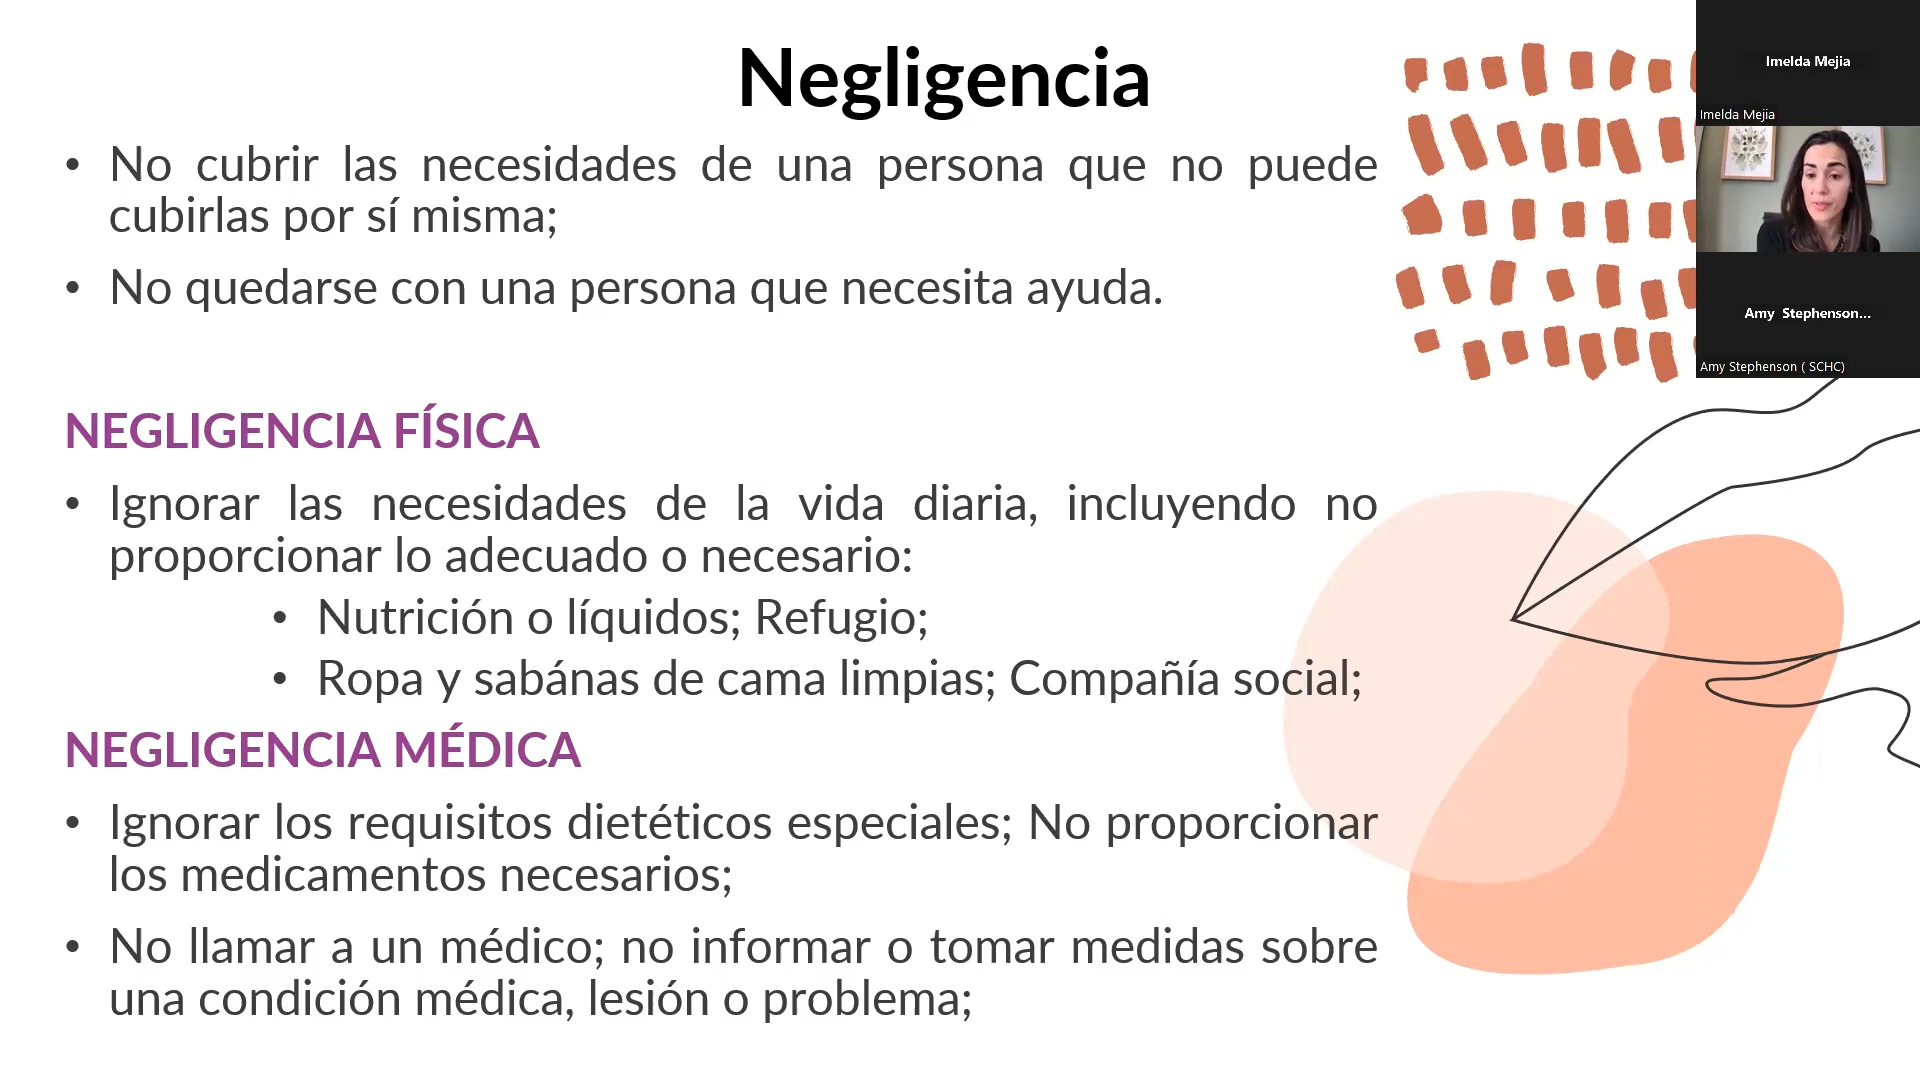 Negligencia
• No cubrir las necesidades de una persona que no puede
cubirlas por sí misma;
• No quedarse con una persona que necesita ayuda.
NEGLIGENCIA FÍSICA
• Ignorar las necesidades de la vida diaria, incluyendo no
proporcionar lo adecuado o necesario:
• Nutrición o líquidos; Refugio;
• Ropa y sabánas de cama limpias; Compañía social;
NEGLIGENCIA MÉDICA
• Ignorar los requisitos dietéticos especiales; No proporcionar
los medicamentos necesarios;
• No llamar a un médico; no informar o tomar medidas sobre
una condición médica, lesión o problema;
Imelda Mejia
Imelda Mejia
Amy Stephenson...
Amy Stephenson ( SCHC)